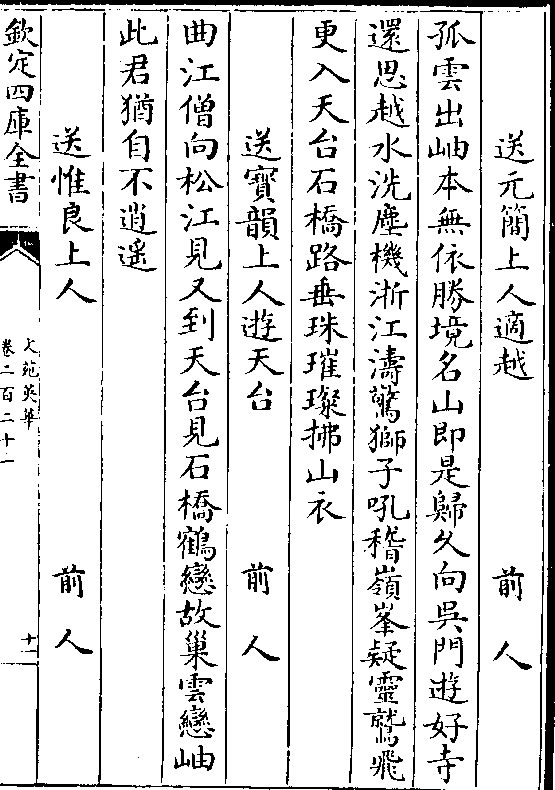 送元簡上人適越　前人
孤雲出岫本無依勝境名山即是歸久向吳門遊好寺
還思越水洗塵機浙江濤驚獅子吼稽嶺峯疑靈鷲飛
更入天台石橋路垂珠璀璨拂山衣
送寳韻上人遊天台　前人
曲江僧向松江見又到天台見石橋鶴戀故巢雲戀岫
此君猶自不逍遙
送惟良上人　前人
欽定四庫全書
文苑英華
卷二百二十一
十一